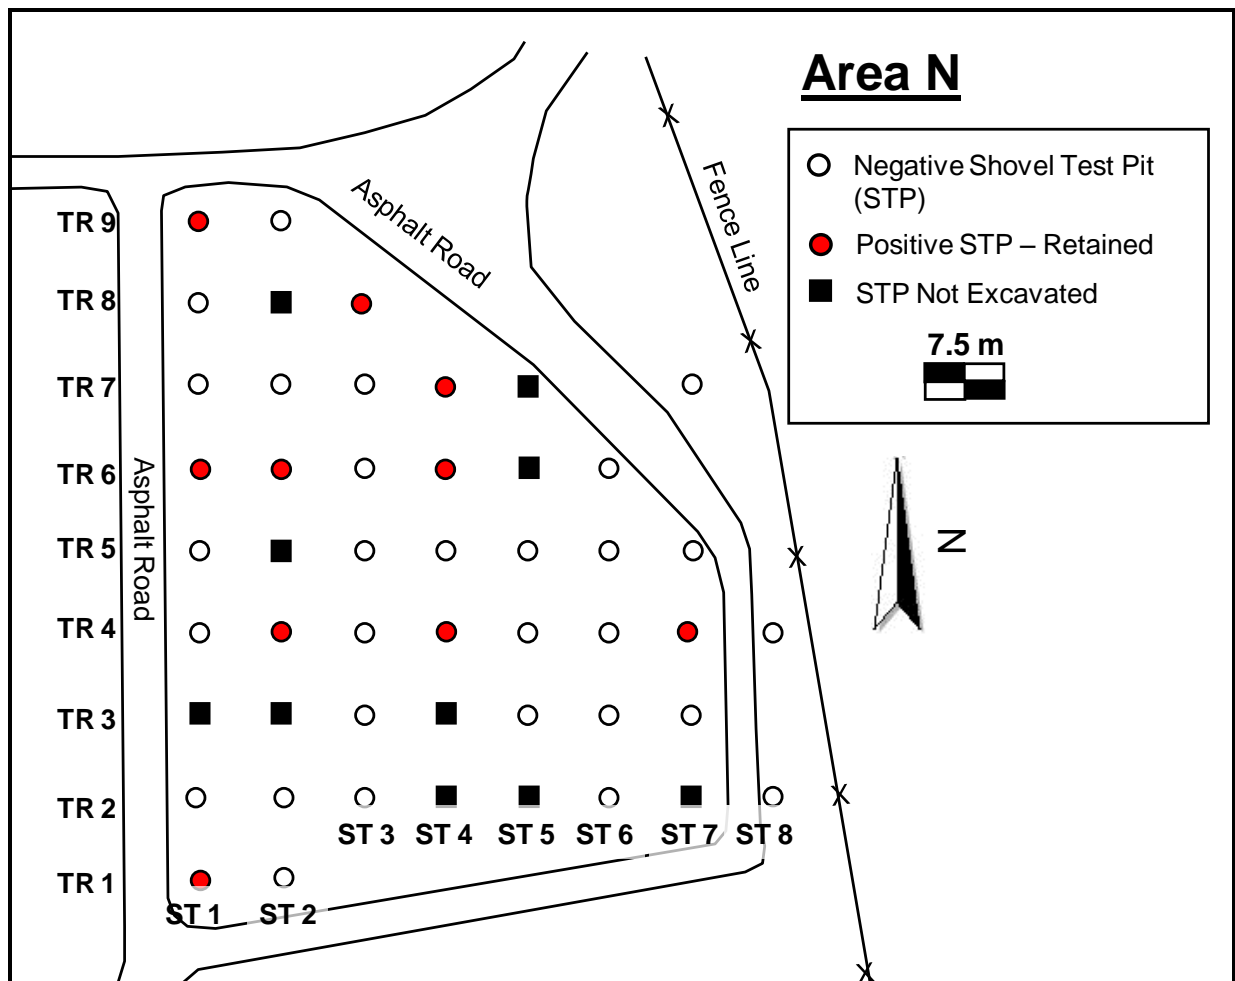 Area N
Negative Shovel Test Pit
(STP)
Positive STP – Retained
STP Not Excavated
7.5 m
N
Fence Line
Asphalt Road
Asphalt Road
TR 9
TR 8
TR 7
TR 6
TR 5
TR 4
TR 3
TR 2
TR 1
ST 3 ST 4 ST 5 ST 6 ST 7 ST 8
ST 1 ST 2
X
X
X
X
X